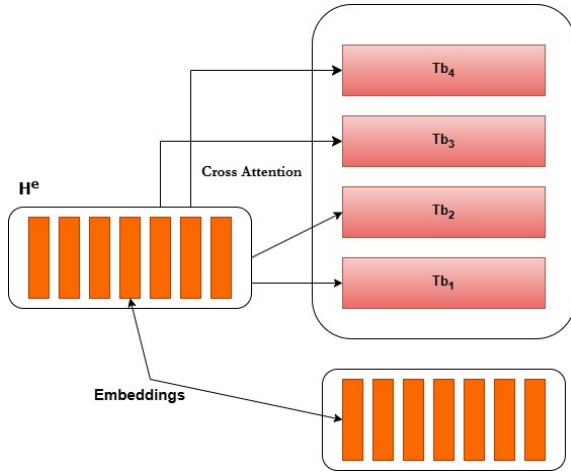 Tb4
Tb3
Cross Attention
He
Tb2
Tb1
Embeddings